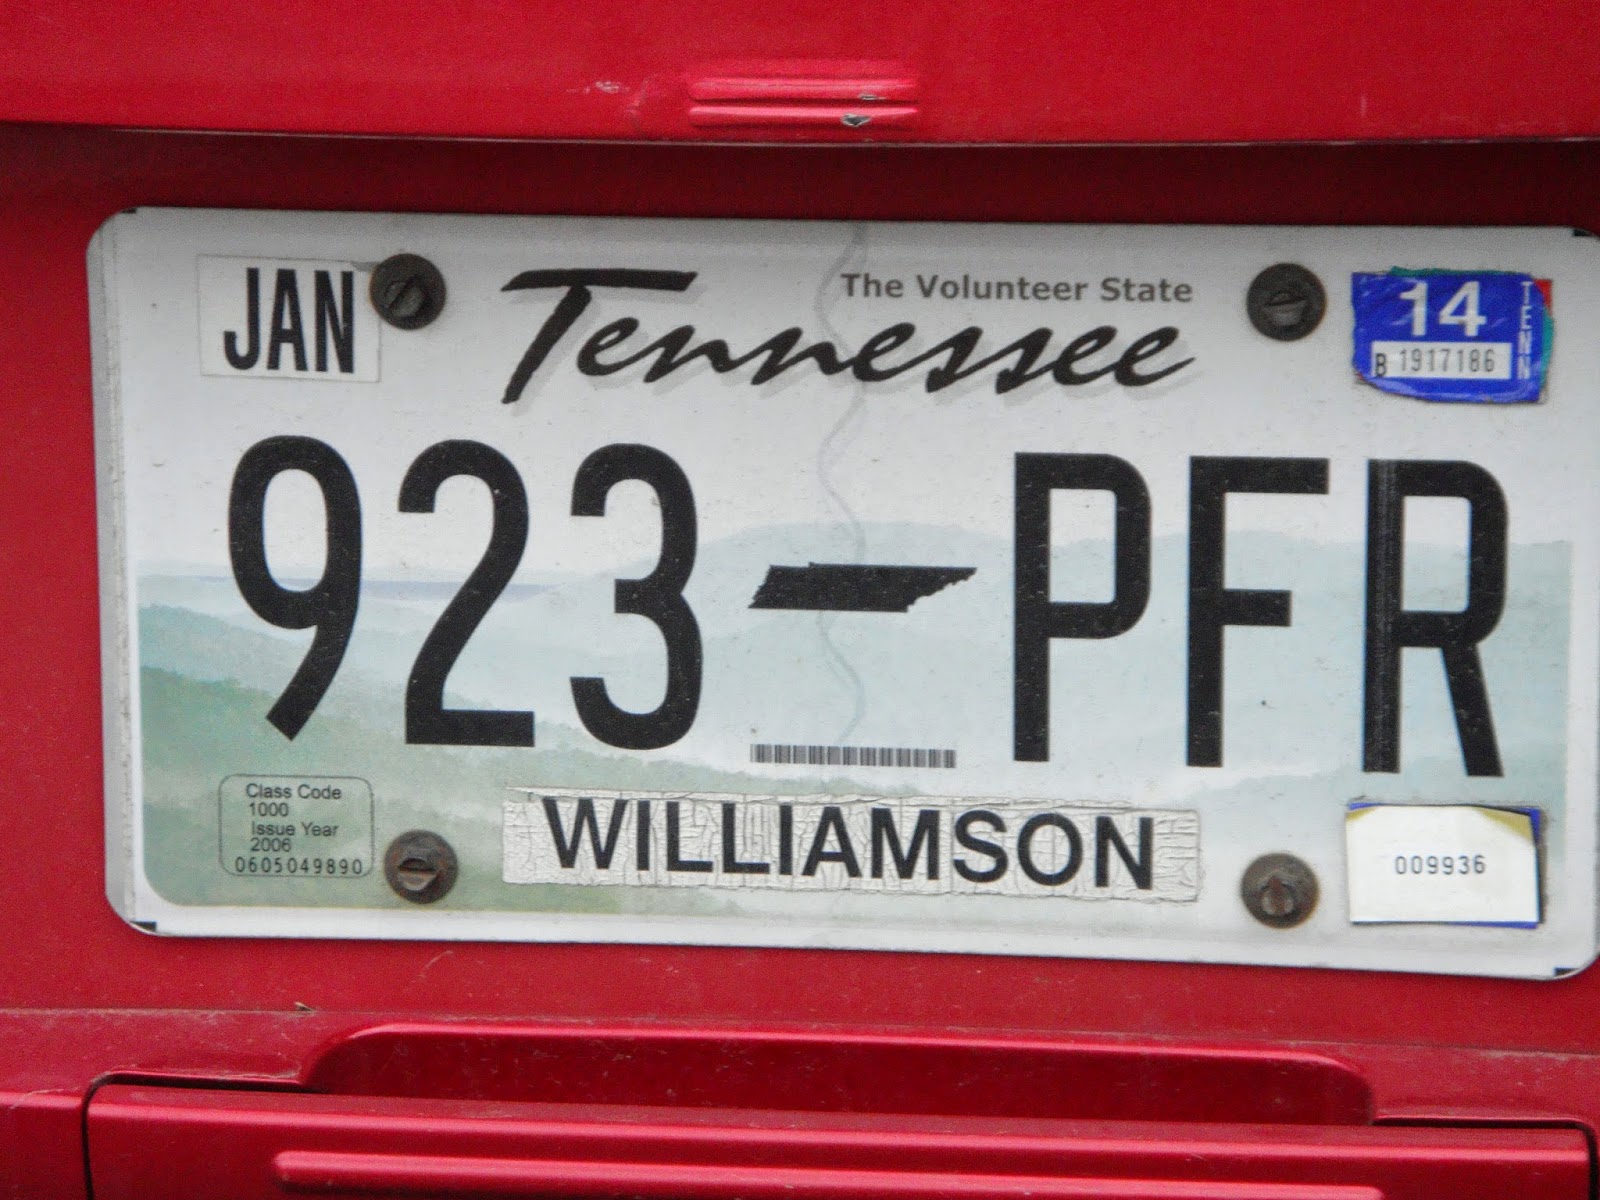 JAN
The Volunteer State
Tennessee
14
TENN
B 1917186
923 PFR
Class Code
1000
Issue Year
2006
0605049890
WILLIAMSON
009936